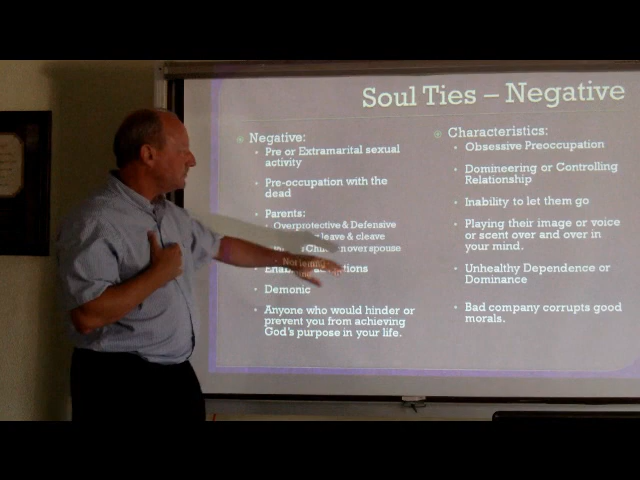 Soul Ties – Negative
Negative:
Pre or Extramarital sexual
activity
Pre-occupation with the
dead
Parents:
Overprotective & Defensive
leave & cleave
over spouse
Demonic
Anyone who would hinder or
prevent you from achieving
God's purpose in your life.
Characteristics:
Obsessive Preoccupation
Domineering or Controlling
Relationship
Inability to let them go
Playing their image or voice
or scent over and over in
your mind.
Unhealthy Dependence or
Dominance
Bad company corrupts good
morals.